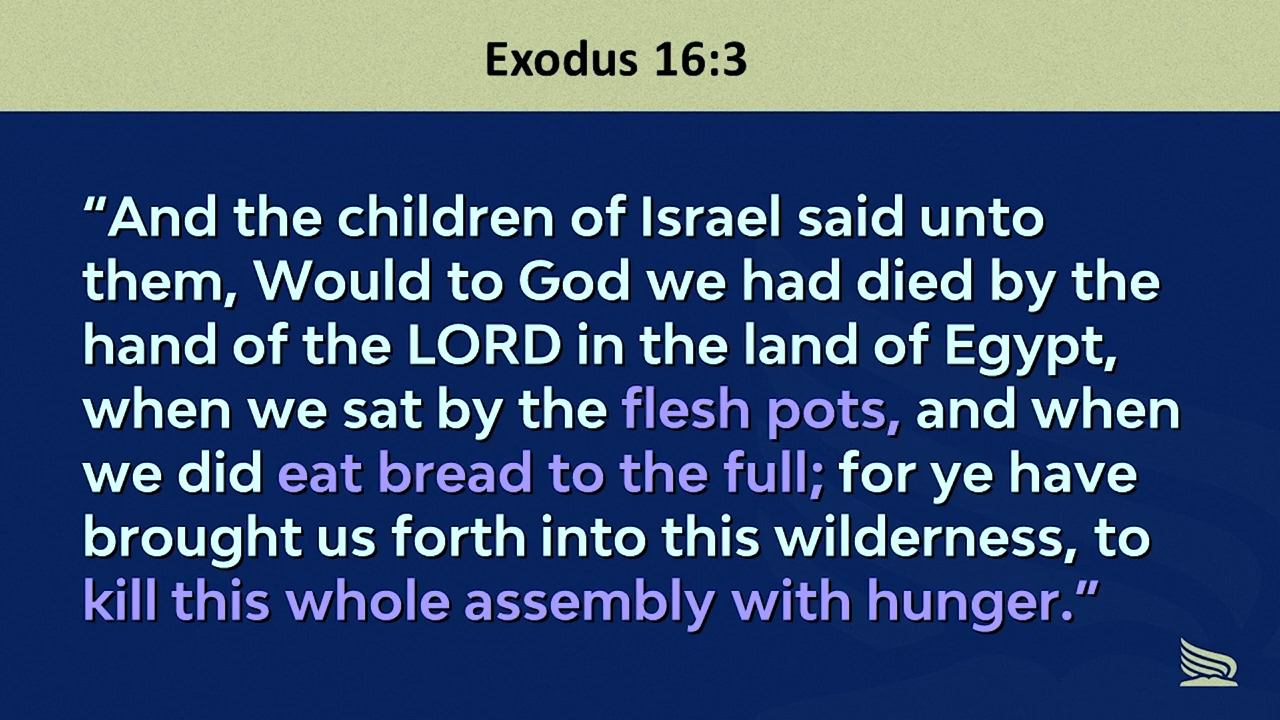 Exodus 16:3
“And the children of Israel said unto
them, Would to God we had died by the
hand of the LORD in the land of Egypt,
when we sat by the flesh pots, and when
we did eat bread to the full; for ye have
brought us forth into this wilderness, to
kill this whole assembly with hunger.“